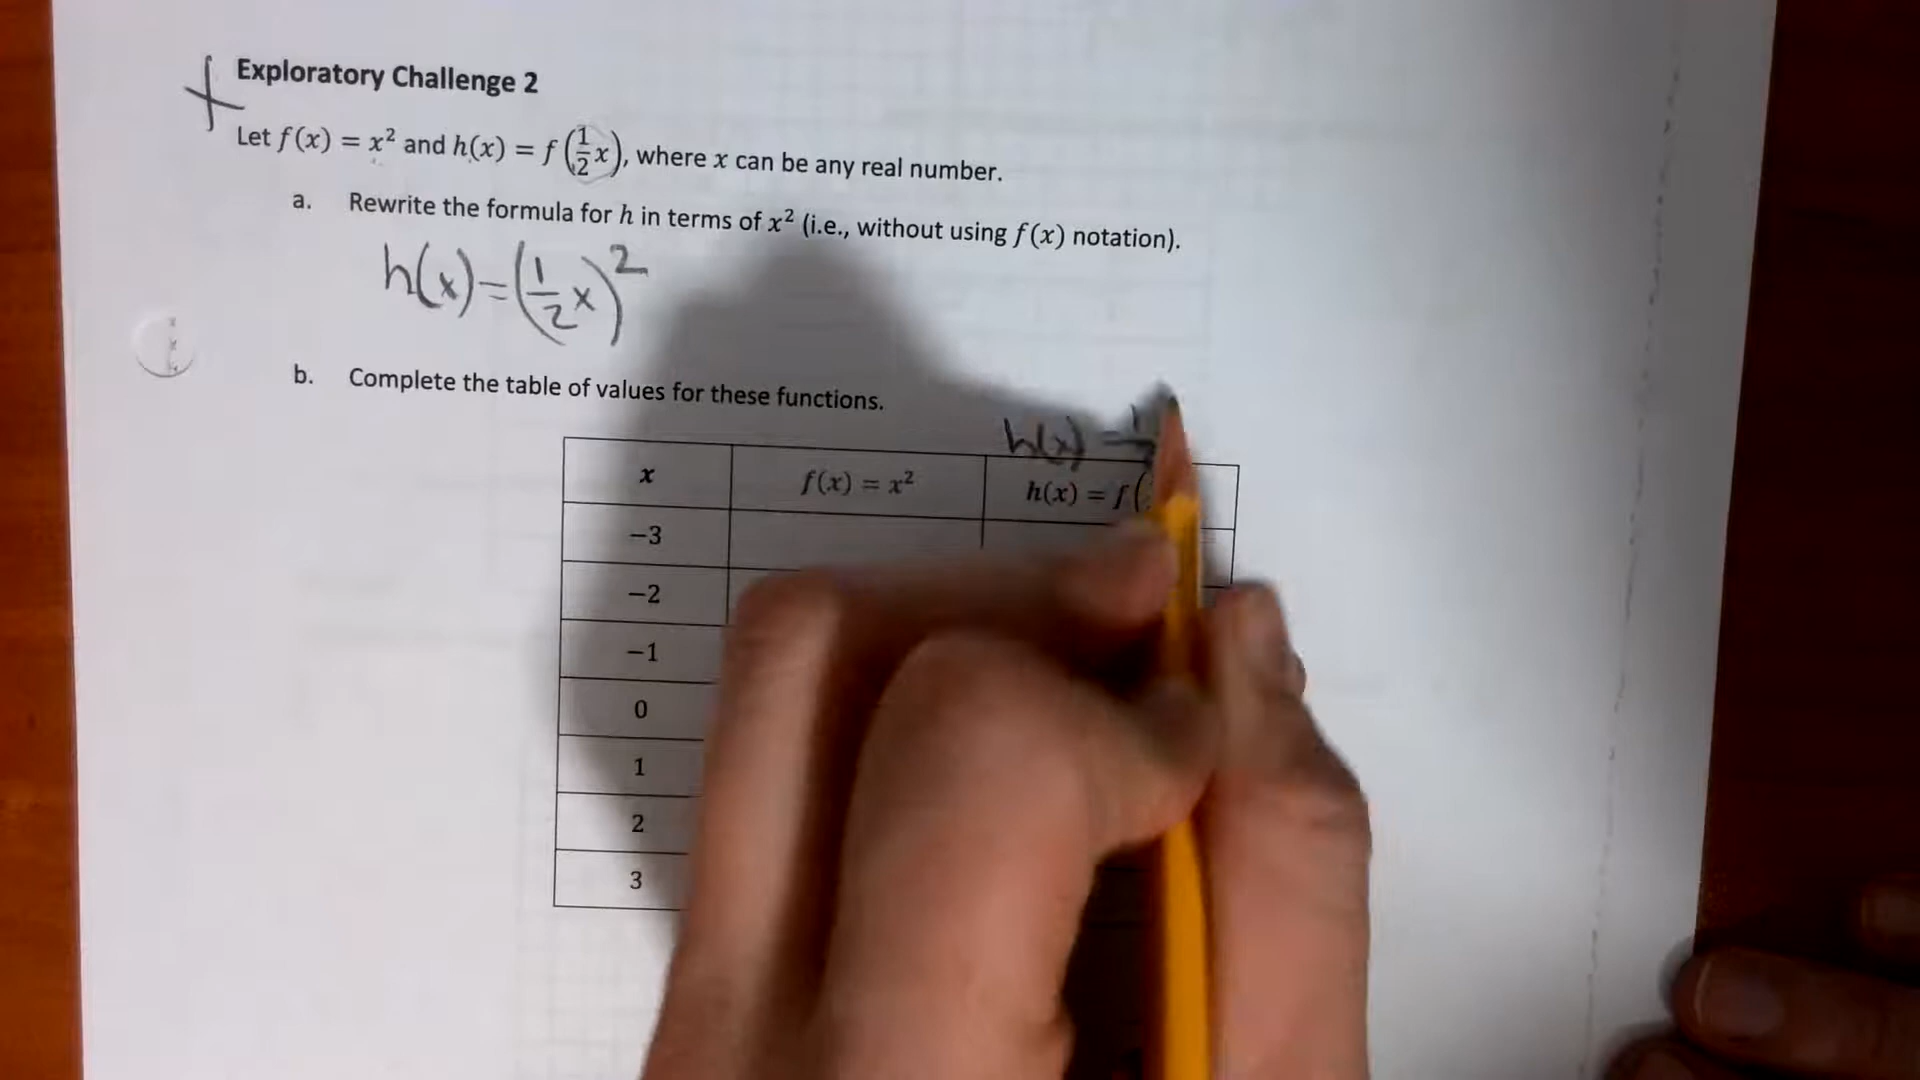 Exploratory Challenge 2
Let f(x) = x² and h(x) = f(1/2 x), where x can be any real number.
a. Rewrite the formula for h in terms of x² (i.e., without using f(x) notation).
h(x)=(1/2 x)²
b. Complete the table of values for these functions.
h(x) =
x f(x) = x² h(x) = f(
−3
−2
−1
0
1
2
3